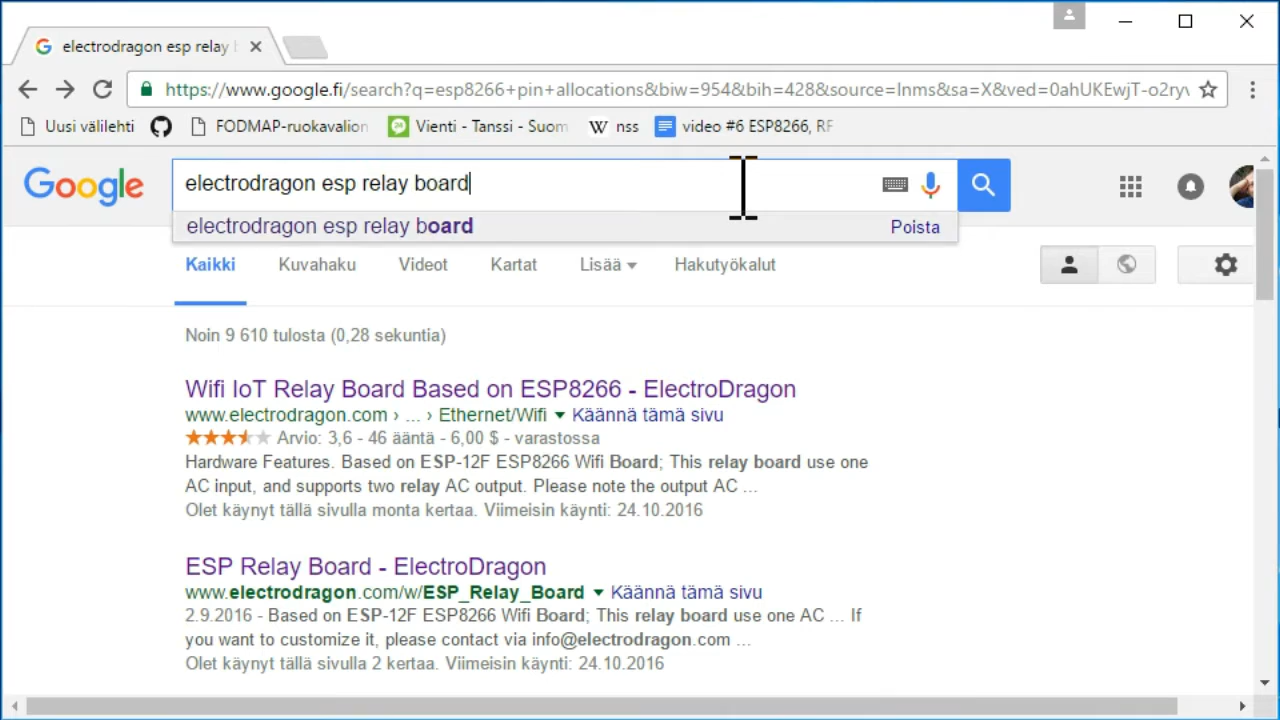 electrodragon esp relay b
https://www.google.fi/search?q=esp8266+pin+allocations&biw=954&bih=428&source=lnms&sa=X&ved=0ahUKEwjT-o2ryv
Uusi välilehti FODMAP-ruokavalion Vienti - Tanssi - Suom nss video #6 ESP8266, RF
Google electrodragon esp relay board
electrodragon esp relay board Poista
Kaikki Kuvahaku Videot Kartat Lisää Hakutyökalut
Noin 9 610 tulosta (0,28 sekuntia)
Wifi IoT Relay Board Based on ESP8266 - ElectroDragon
www.electrodragon.com › ... › Ethernet/Wifi Käännä tämä sivu
Arvio: 3,6 - 46 ääntä - 6,00 $ - varastossa
Hardware Features. Based on ESP-12F ESP8266 Wifi Board; This relay board use one
AC input, and supports two relay AC output. Please note the output AC ...
Olet käynyt tällä sivulla monta kertaa. Viimeisin käynti: 24.10.2016
ESP Relay Board - ElectroDragon
www.electrodragon.com/w/ESP_Relay_Board Käännä tämä sivu
2.9.2016 - Based on ESP-12F ESP8266 Wifi Board; This relay board use one AC ... If
you want to customize it, please contact via info@electrodragon.com ...
Olet käynyt tällä sivulla 2 kertaa. Viimeisin käynti: 24.10.2016